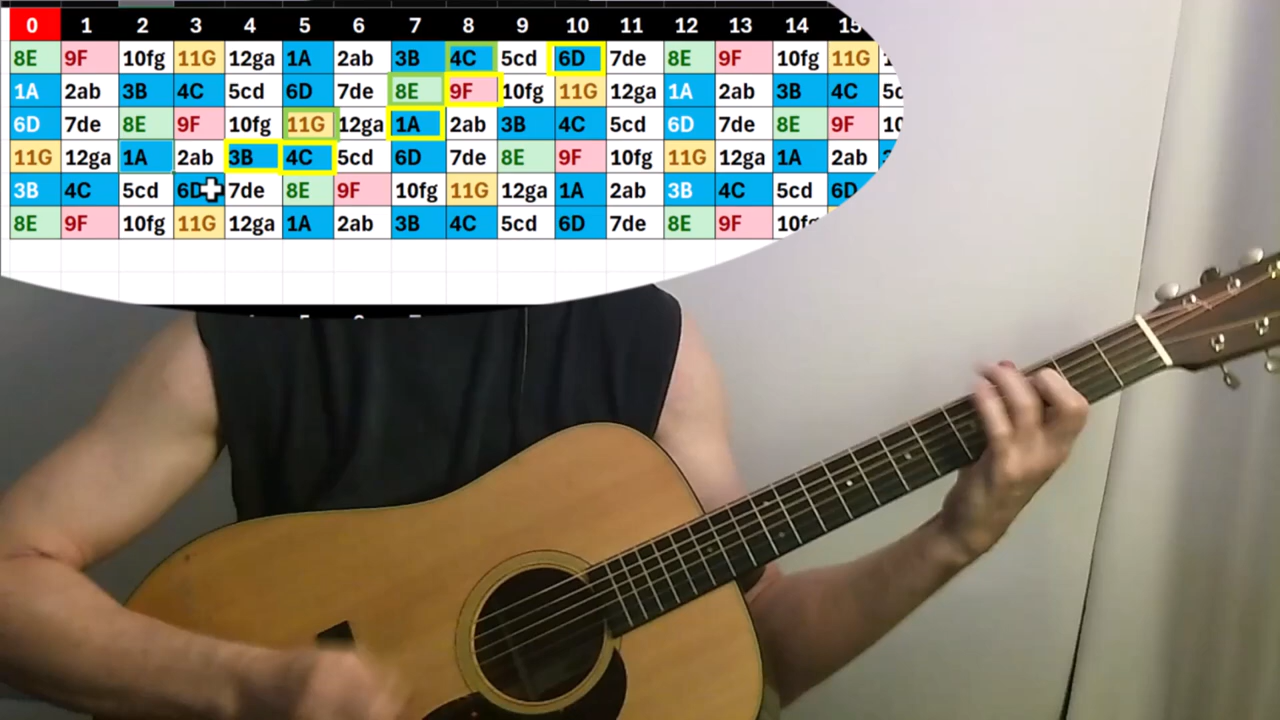 0 1 2 3 4 5 6 7 8 9 10 11 12 13 14 15
8E 9F 10fg 11G 12ga 1A 2ab 3B 4C 5cd 6D 7de 8E 9F 10fg 11G
1A 2ab 3B 4C 5cd 6D 7de 8E 9F 10fg 11G 12ga 1A 2ab 3B 4C
6D 7de 8E 9F 10fg 11G 12ga 1A 2ab 3B 4C 5cd 6D 7de 8E 9F
11G 12ga 1A 2ab 3B 4C 5cd 6D 7de 8E 9F 10fg 11G 12ga 1A 2ab
3B 4C 5cd 6D 7de 8E 9F 10fg 11G 12ga 1A 2ab 3B 4C 5cd 6D
8E 9F 10fg 11G 12ga 1A 2ab 3B 4C 5cd 6D 7de 8E 9F 10fg